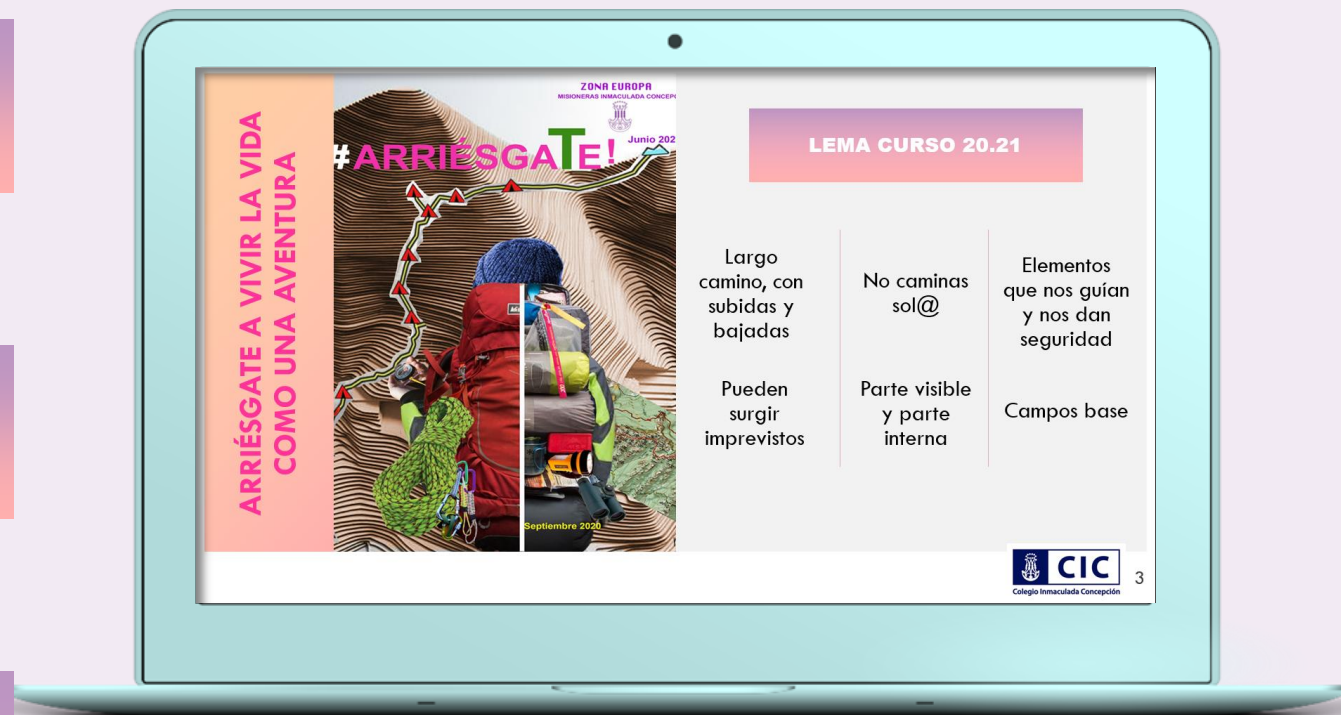 ARRIÉSGATE A VIVIR LA VIDA
COMO UNA AVENTURA
ZONA EUROPA
MISIONERAS INMACULADA CONCEPI
Junio 202
#ARRIÉSGATE!
Septiembre 2020
LEMA CURSO 20.21
Largo
camino, con
subidas y
bajadas
No caminas
sol@
Elementos
que nos guían
y nos dan
seguridad
Pueden
surgir
imprevistos
Parte visible
y parte
interna
Campos base
CIC
Colegio Inmaculada Concepción
3